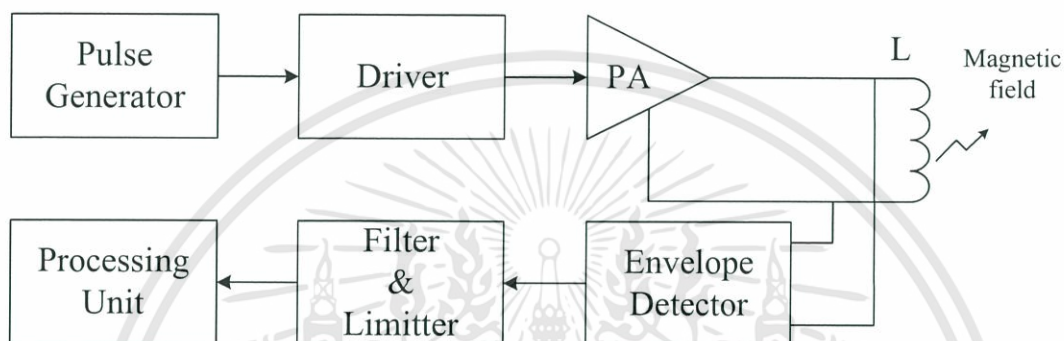 Pulse
Generator
Driver
PA
L
Magnetic
field
Processing
Unit
Filter
&
Limitter
Envelope
Detector